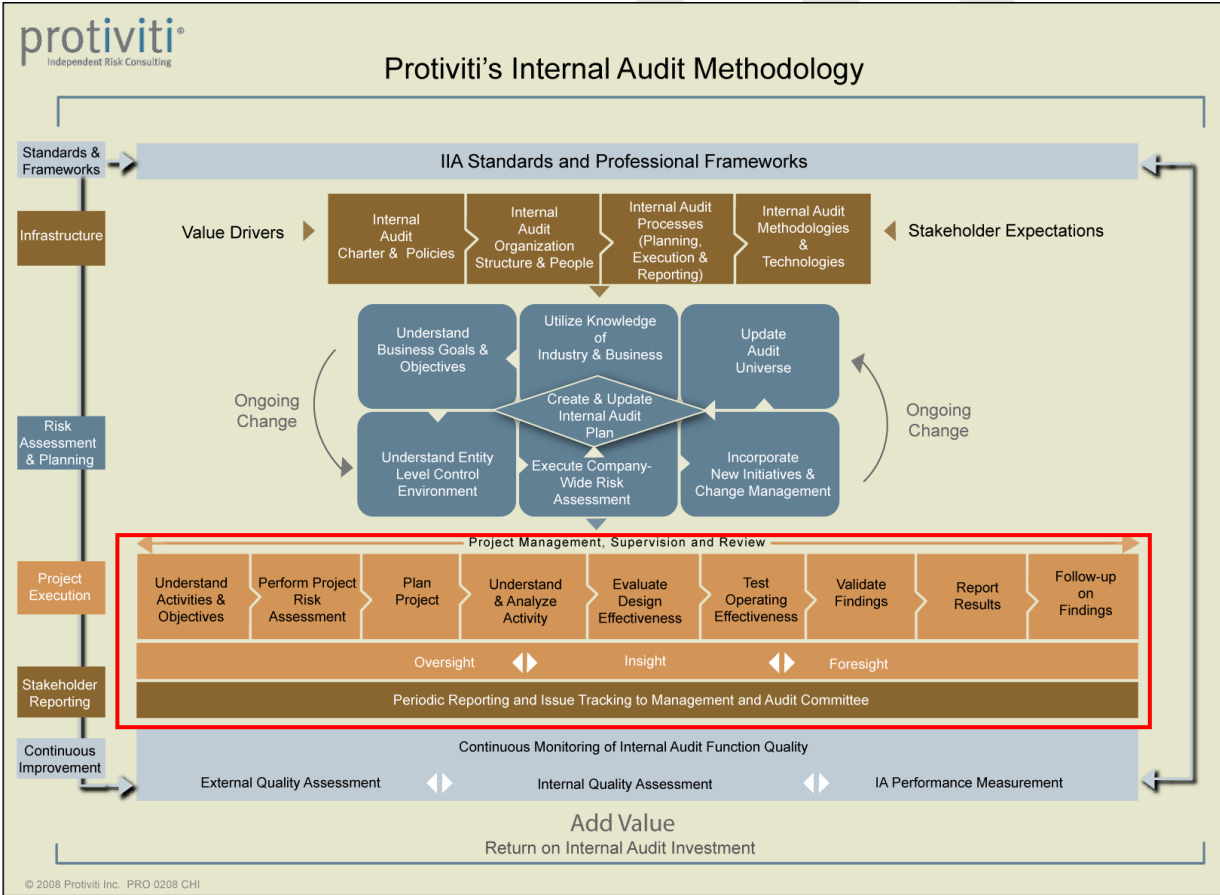 protiviti®
Independent Risk Consulting
Protiviti's Internal Audit Methodology
Standards &
Frameworks
IIA Standards and Professional Frameworks
Infrastructure
Value Drivers
Internal
Audit
Charter & Policies
Internal
Audit
Organization
Structure & People
Internal Audit
Processes
(Planning,
Execution &
Reporting)
Internal Audit
Methodologies
&
Technologies
Stakeholder Expectations
Risk
Assessment
& Planning
Ongoing
Change
Understand
Business Goals &
Objectives
Utilize Knowledge
of
Industry & Business
Update
Audit
Universe
Create & Update
Internal Audit
Plan
Understand Entity
Level Control
Environment
Execute Company-
Wide Risk
Assessment
Incorporate
New Initiatives &
Change Management
Ongoing
Change
Project Management, Supervision and Review
Project
Execution
Understand
Activities &
Objectives
Perform Project
Risk
Assessment
Plan
Project
Understand
& Analyze
Activity
Evaluate
Design
Effectiveness
Test
Operating
Effectiveness
Validate
Findings
Report
Results
Follow-up
on
Findings
Oversight
Insight
Foresight
Stakeholder
Reporting
Periodic Reporting and Issue Tracking to Management and Audit Committee
Continuous
Improvement
Continuous Monitoring of Internal Audit Function Quality
External Quality Assessment
Internal Quality Assessment
IA Performance Measurement
Add Value
Return on Internal Audit Investment
© 2008 Protiviti Inc. PRO 0208 CHI